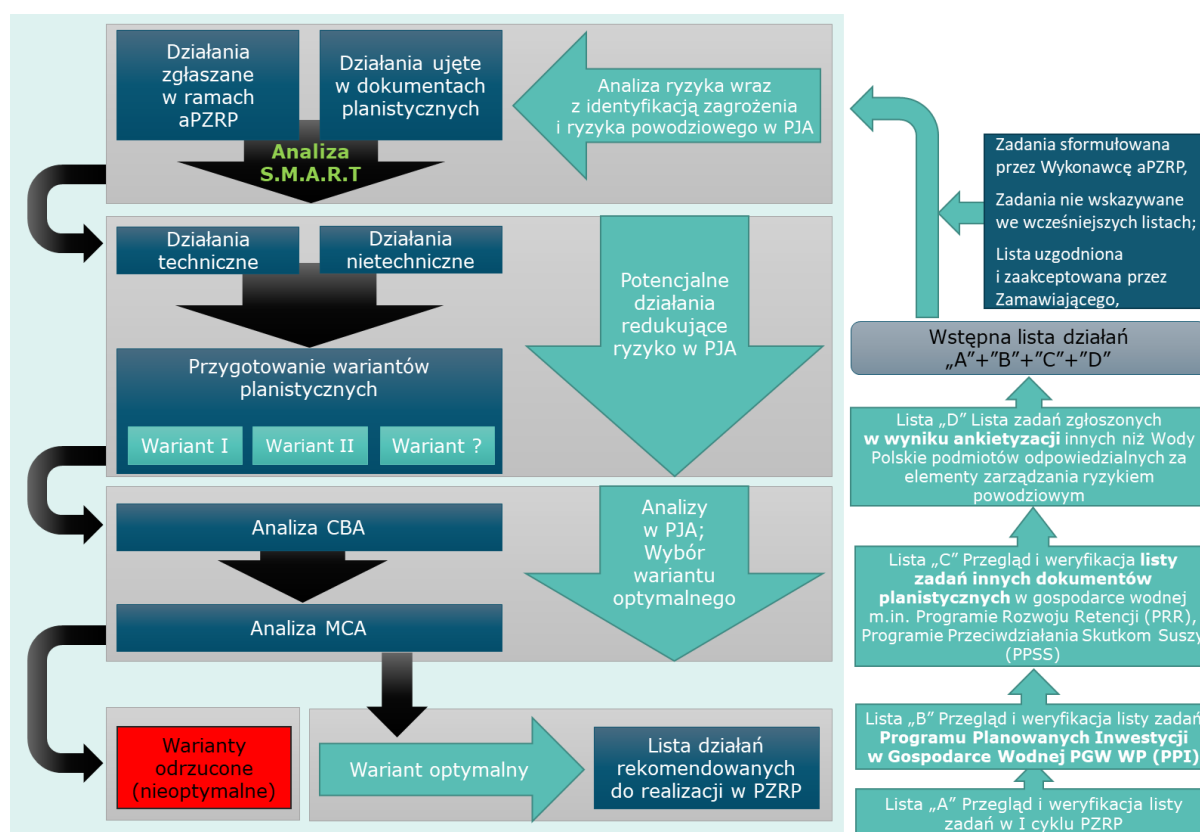 Działania
zgłaszane
w ramach
aPZRP
Działania ujęte
w dokumentach
planistycznych
Analiza ryzyka wraz
z identyfikacją zagrożenia
i ryzyka powodziowego w PJA
Analiza
S.M.A.R.T
Działania
techniczne
Działania
nietechniczne
Potencjalne
działania
redukujące
ryzyko w PJA
Przygotowanie wariantów
planistycznych
Wariant I
Wariant II
Wariant ?
Analiza CBA
Analizy
w PJA;
Wybór
wariantu
optymalnego
Analiza MCA
Warianty
odrzucone
(nieoptymalne)
Wariant optymalny
Lista działań
rekomendowanych
do realizacji w PZRP
Zadania sformułowana
przez Wykonawcę aPZRP,
Zadania nie wskazywane
we wcześniejszych listach;
Lista uzgodniona
i zaakceptowana przez
Zamawiającego,
Wstępna lista działań
„A”+”B”+”C”+”D”
Lista „D” Lista zadań zgłoszonych
w wyniku ankietyzacji innych niż Wody
Polskie podmiotów odpowiedzialnych za
elementy zarządzania ryzykiem
powodziowym
Lista „C” Przegląd i weryfikacja listy
zadań innych dokumentów
planistycznych w gospodarce wodnej
m.in. Programie Rozwoju Retencji (PRR),
Programie Przeciwdziałania Skutkom Suszy
(PPSS)
Lista „B” Przegląd i weryfikacja listy zadań
Programu Planowanych Inwestycji
w Gospodarce Wodnej PGW WP (PPI)
Lista „A” Przegląd i weryfikacja listy
zadań w I cyklu PZRP